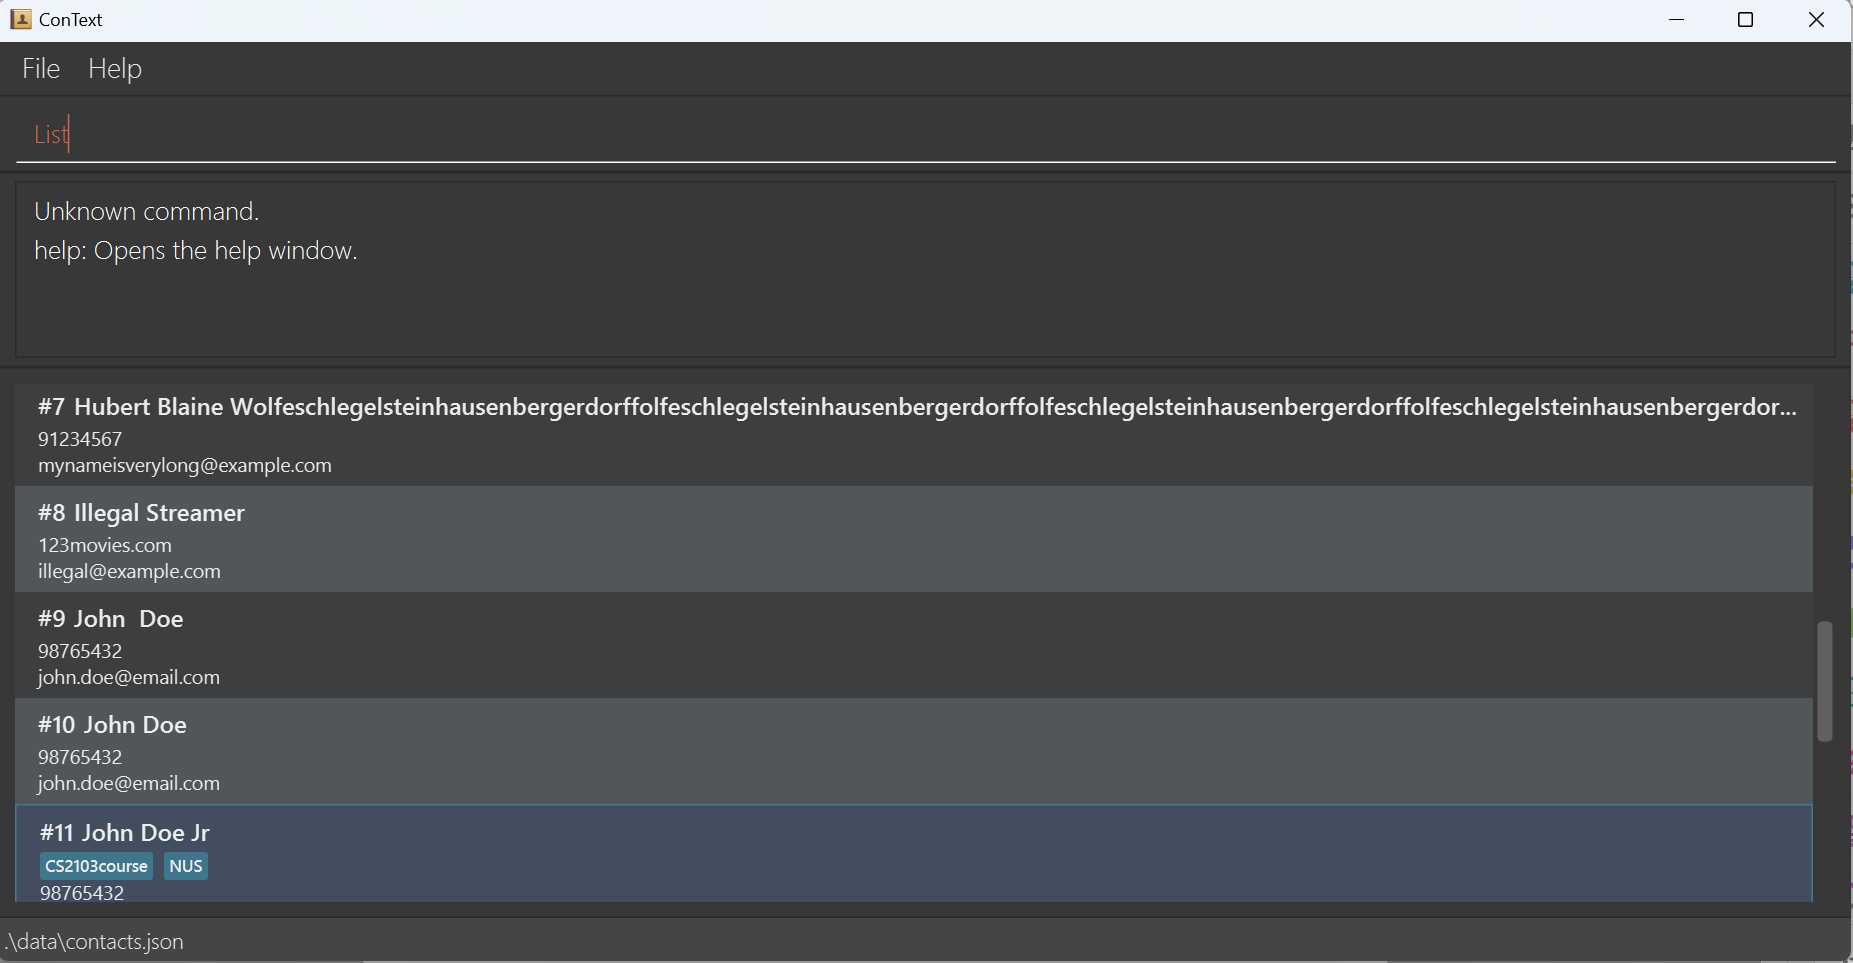 ConText
File Help
List
Unknown command.
help: Opens the help window.
#7 Hubert Blaine Wolfeschlegelsteinhausenbergerdorffolfeschlegelsteinhausenbergerdorffolfeschlegelsteinhausenbergerdorffolfeschlegelsteinhausenbergerdor...
91234567
mynameisverylong@example.com
#8 Illegal Streamer
123movies.com
illegal@example.com
#9 John  Doe
98765432
john.doe@email.com
#10 John Doe
98765432
john.doe@email.com
#11 John Doe Jr
CS2103course NUS
98765432
.\data\contacts.json